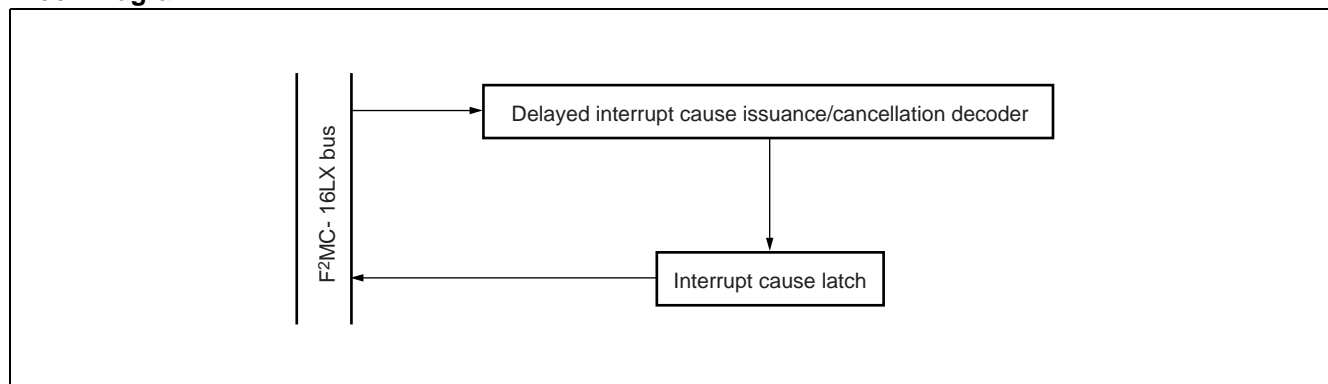 Delayed interrupt cause issuance/cancellation decoder
F²MC- 16LX bus
Interrupt cause latch